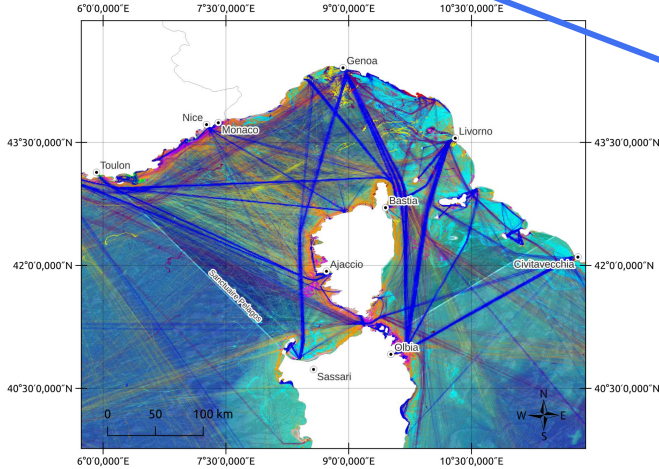 6°0′0,000″E 7°30′0,000″E 9°0′0,000″E 10°30′0,000″E
Genoa
Nice
Monaco
Livorno
43°30′0,000″N 43°30′0,000″N
Toulon
Bastia
42°0′0,000″N 42°0′0,000″N
Ajaccio
Civitavecchia
Sanctuaire Pelagos
Olbia
Sassari
40°30′0,000″N 40°30′0,000″N
0 50 100 km
N
W E
S
6°0′0,000″E 7°30′0,000″E 9°0′0,000″E 10°30′0,000″E